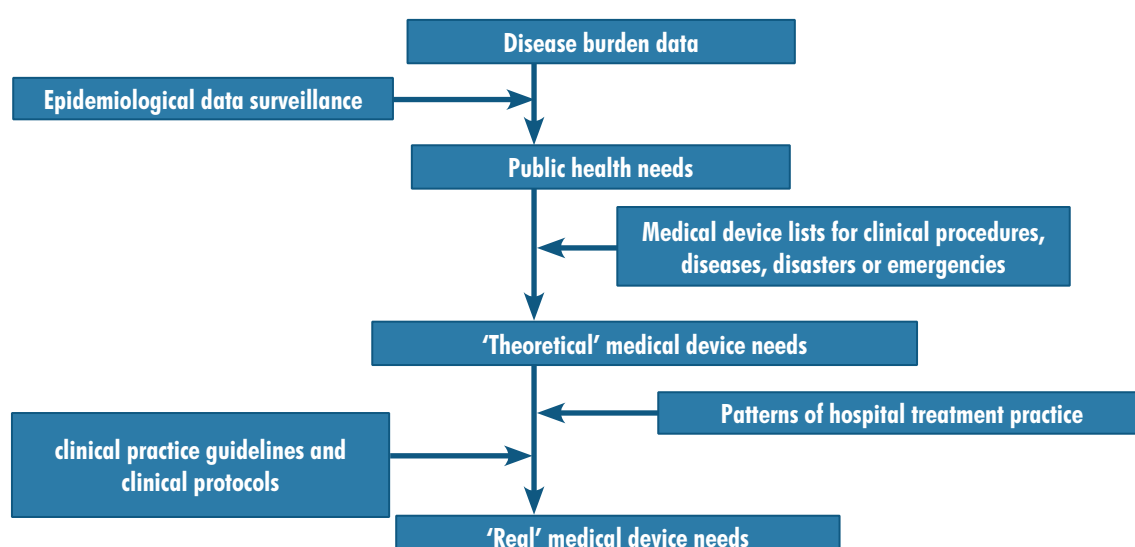 Disease burden data
Epidemiological data surveillance
Public health needs
Medical device lists for clinical procedures,
diseases, disasters or emergencies
‘Theoretical’ medical device needs
Patterns of hospital treatment practice
clinical practice guidelines and
clinical protocols
‘Real’ medical device needs